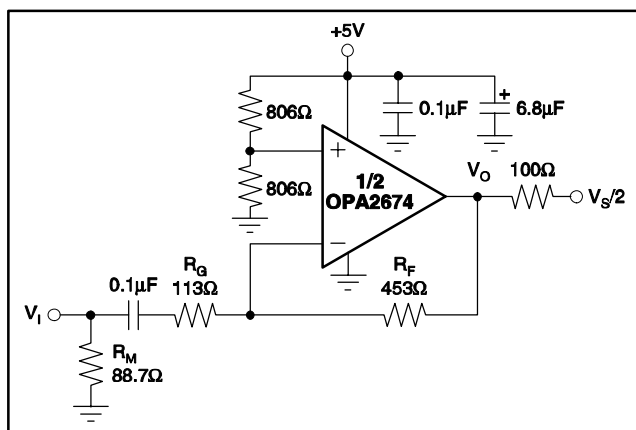 +5V
806Ω
0.1μF
+
6.8μF
+
1/2
OPA2674
−
806Ω
V_O
100Ω
V_S/2
R_G
113Ω
0.1μF
R_F
453Ω
V_I
R_M
88.7Ω